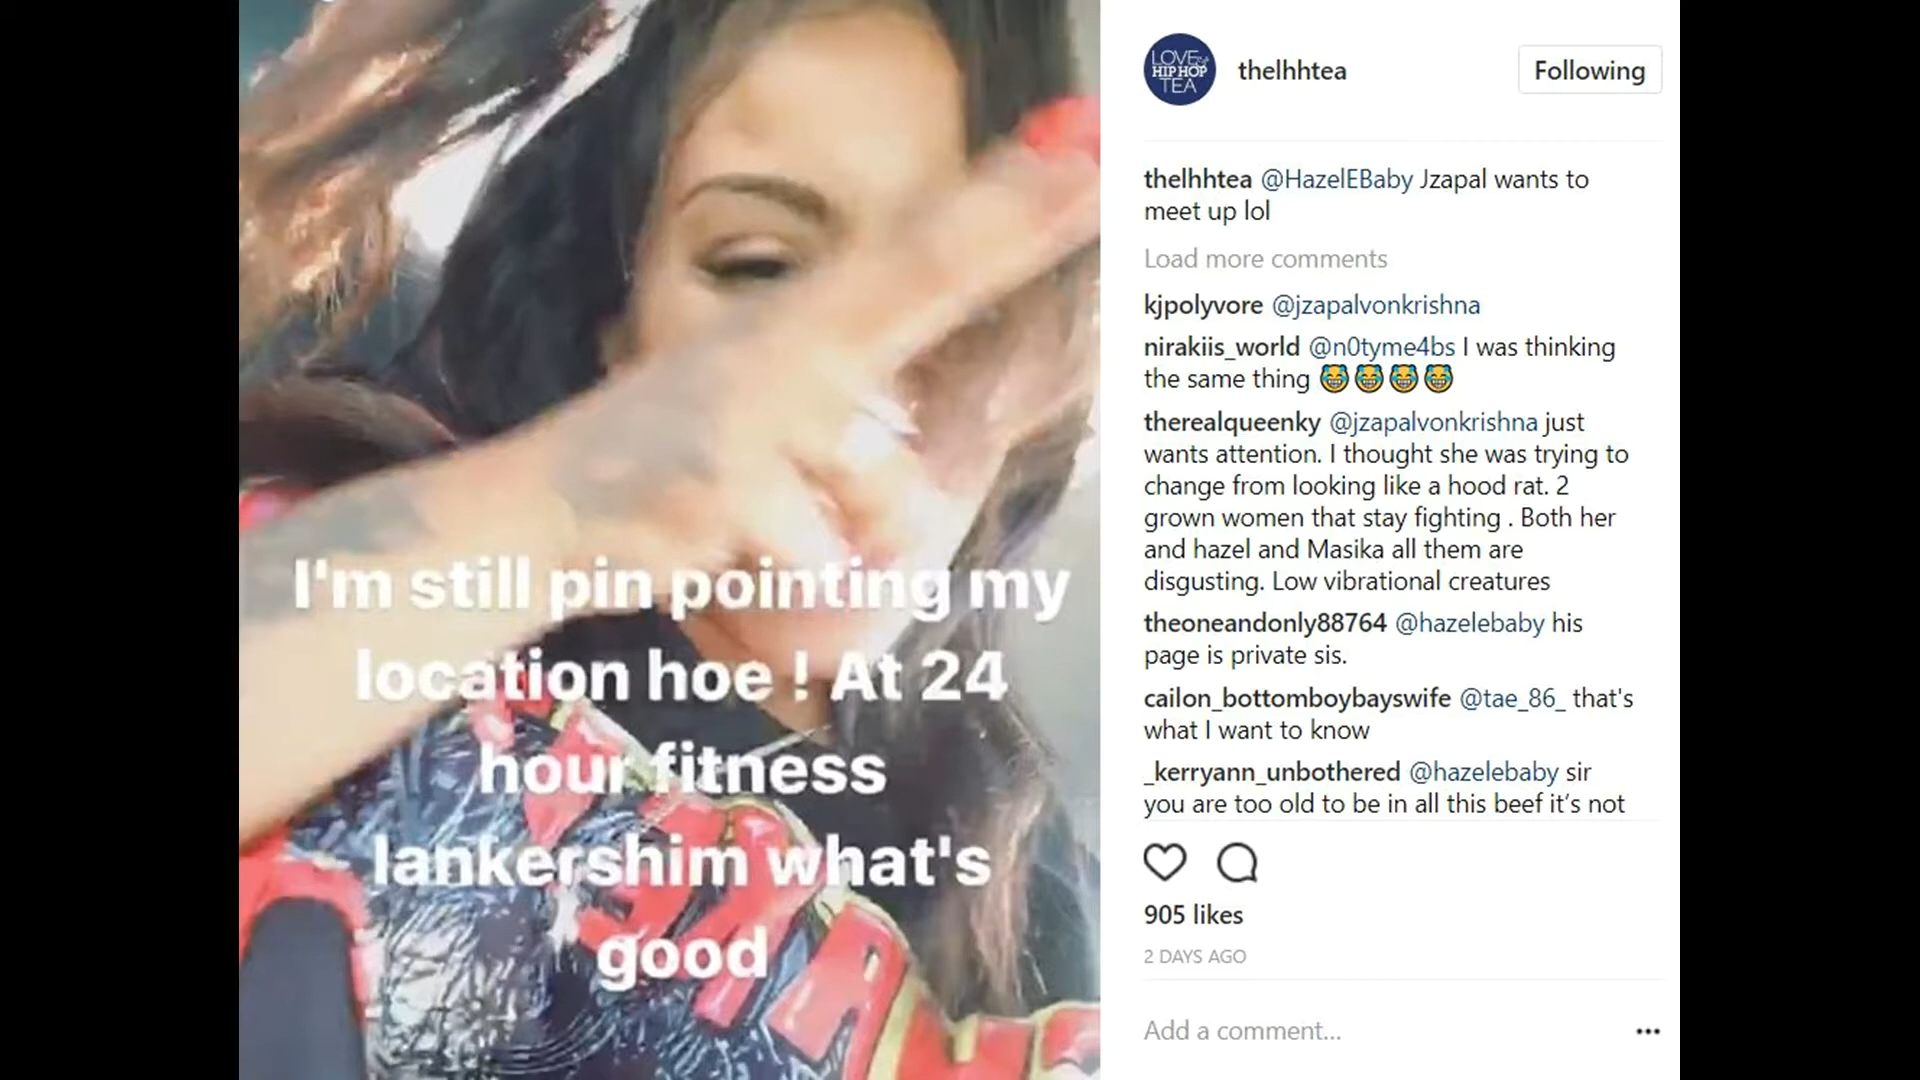 I'm still pin pointing my
location hoe ! At 24
hour fitness
lankershim what's
good
LOVE &
HIP HOP
TEA
thelhhtea
Following
thelhhtea @HazelEBaby Jzapal wants to
meet up lol
Load more comments
kjpolyvore @jzapalvonkrishna
nirakiis_world @n0tyme4bs I was thinking
the same thing 😹😹😹😹
therealqueenky @jzapalvonkrishna just
wants attention. I thought she was trying to
change from looking like a hood rat. 2
grown women that stay fighting . Both her
and hazel and Masika all them are
disgusting. Low vibrational creatures
theoneandonly88764 @hazelebaby his
page is private sis.
cailon_bottomboybayswife @tae_86_ that's
what I want to know
_kerryann_unbothered @hazelebaby sir
you are too old to be in all this beef it’s not
905 likes
2 DAYS AGO
Add a comment...